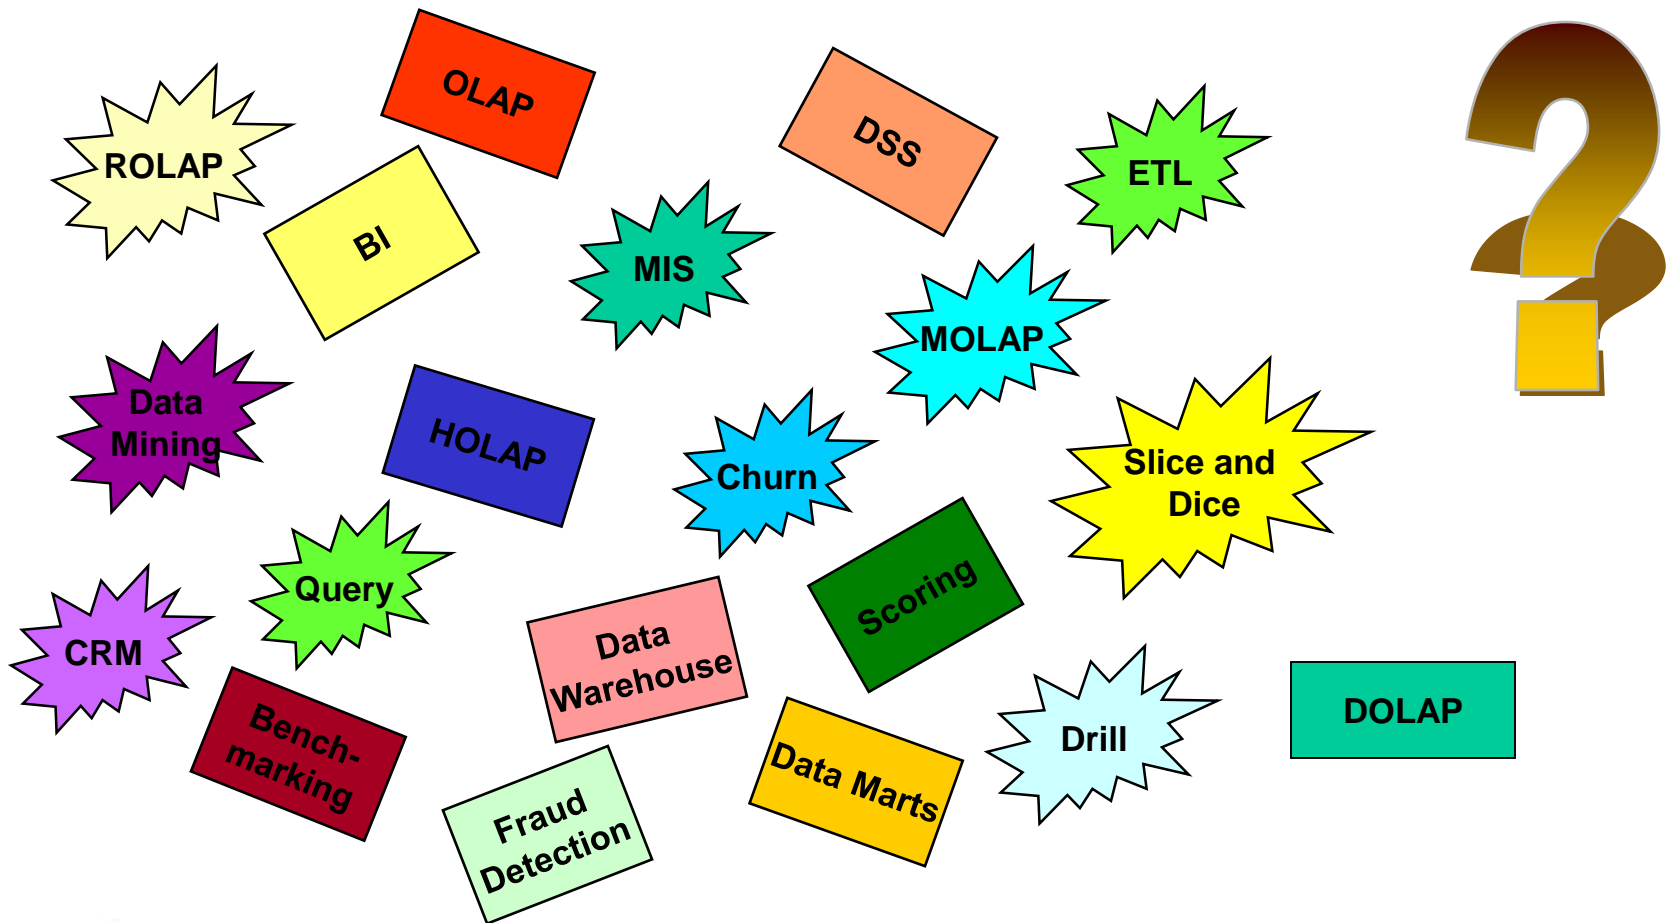 OLAP
DSS
ROLAP
ETL
BI
MIS
MOLAP
Data
Mining
HOLAP
Churn
Slice and
Dice
Query
Scoring
CRM
Data
Warehouse
Bench-
marking
Drill
DOLAP
Data Marts
Fraud
Detection
?